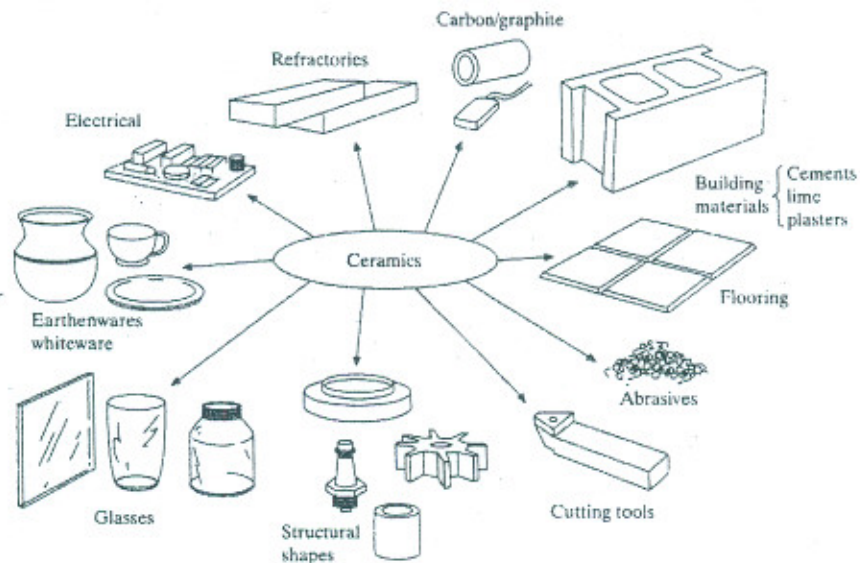 Carbon/graphite
Refractories
Electrical
Building
materials
Cements
lime
plasters
Ceramics
Flooring
Earthenwares
whiteware
Abrasives
Glasses
Structural
shapes
Cutting tools